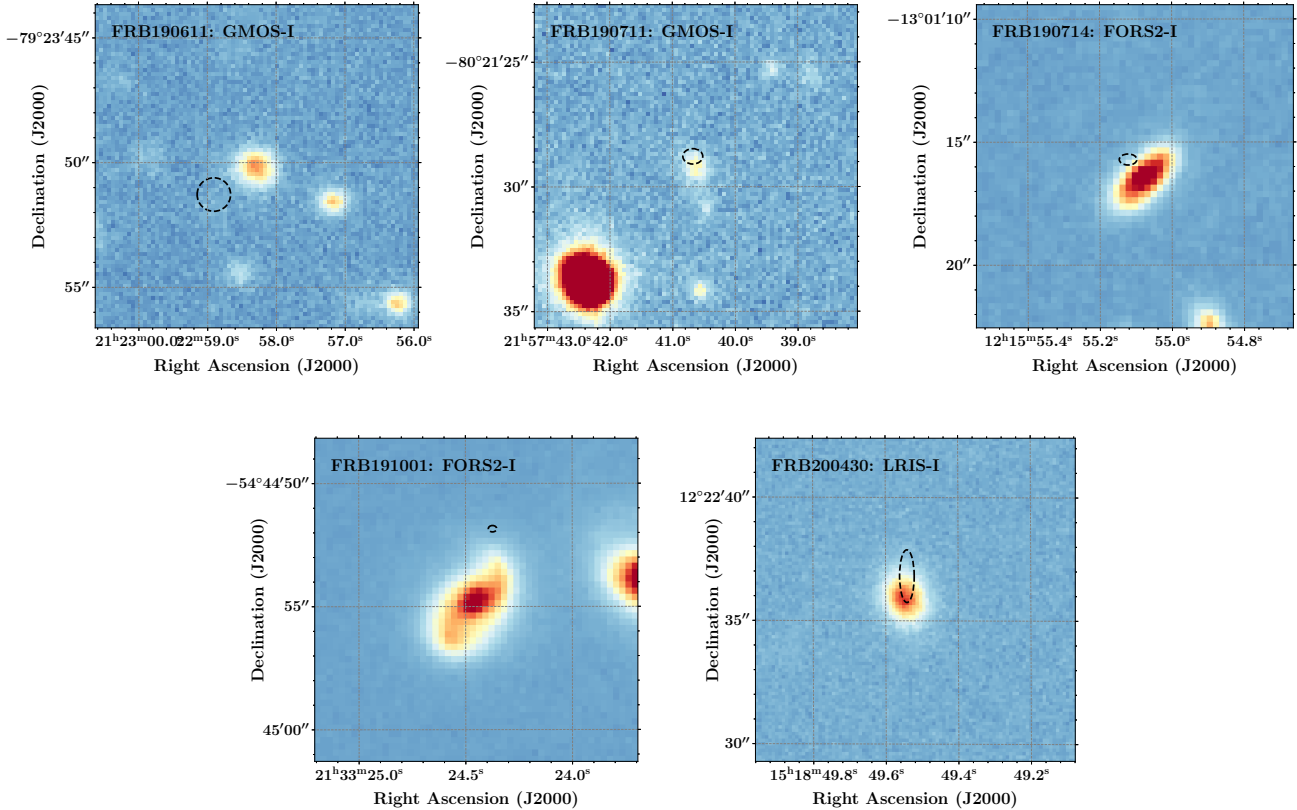 FRB190611: GMOS-I
−79°23′45″
50″
55″
Declination (J2000)
21ʰ23ᵐ00.0ˢ22ᵐ59.0ˢ 58.0ˢ 57.0ˢ 56.0ˢ
Right Ascension (J2000)
FRB190711: GMOS-I
−80°21′25″
30″
35″
Declination (J2000)
21ʰ57ᵐ43.0ˢ42.0ˢ 41.0ˢ 40.0ˢ 39.0ˢ
Right Ascension (J2000)
FRB190714: FORS2-I
−13°01′10″
15″
20″
Declination (J2000)
12ʰ15ᵐ55.4ˢ 55.2ˢ 55.0ˢ 54.8ˢ
Right Ascension (J2000)
FRB191001: FORS2-I
−54°44′50″
55″
45′00″
Declination (J2000)
21ʰ33ᵐ25.0ˢ 24.5ˢ 24.0ˢ
Right Ascension (J2000)
FRB200430: LRIS-I
12°22′40″
35″
30″
Declination (J2000)
15ʰ18ᵐ49.8ˢ 49.6ˢ 49.4ˢ 49.2ˢ
Right Ascension (J2000)